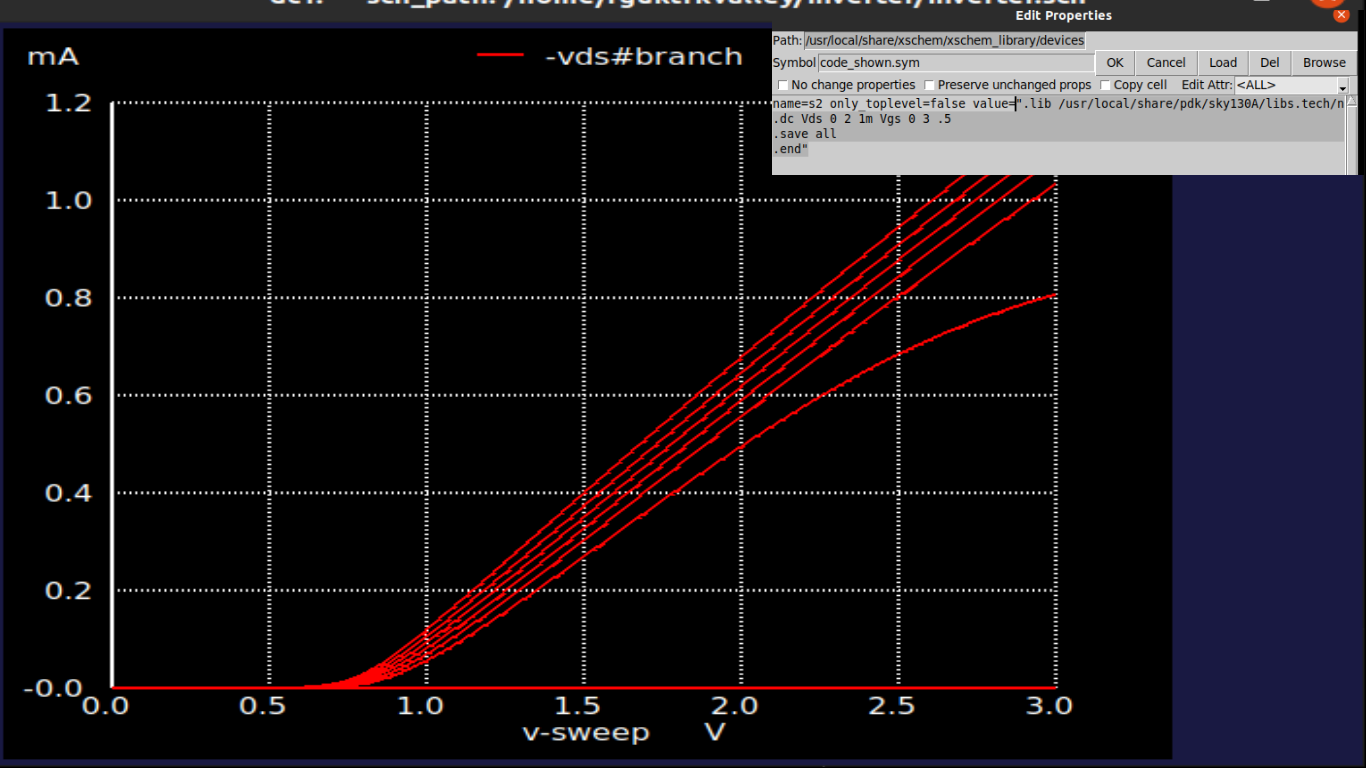 Edit Properties
Path: /usr/local/share/xschem/xschem_library/devices
Symbol code_shown.sym OK Cancel Load Del Browse
No change properties Preserve unchanged props Copy cell Edit Attr: <ALL>
name=s2 only_toplevel=false value=".lib /usr/local/share/pdk/sky130A/libs.tech/n
.dc Vds 0 2 1m Vgs 0 3 .5
.save all
.end"
mA
-vds#branch
1.2
1.0
0.8
0.6
0.4
0.2
-0.0
0.0 0.5 1.0 1.5 2.0 2.5 3.0
v-sweep V